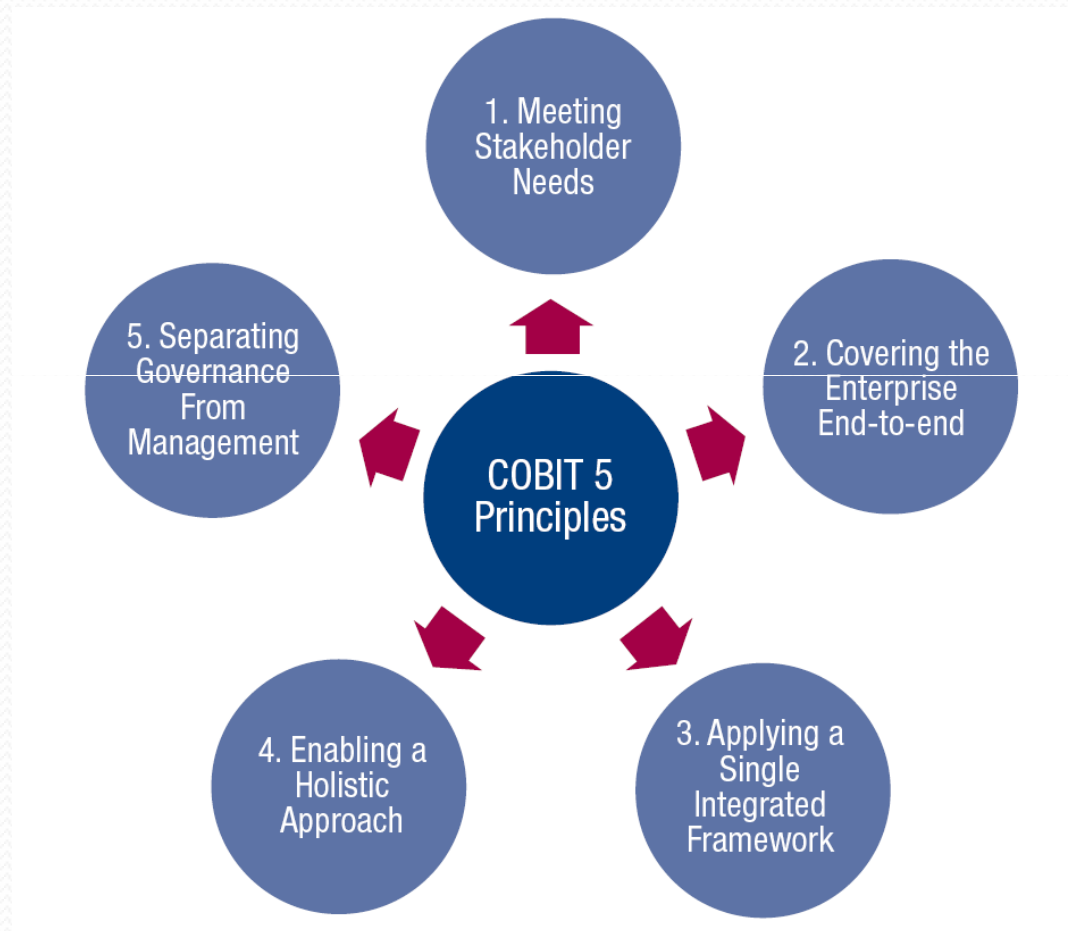 1. Meeting
Stakeholder
Needs
2. Covering the
Enterprise
End-to-end
3. Applying a
Single
Integrated
Framework
4. Enabling a
Holistic
Approach
5. Separating
Governance
From
Management
COBIT 5
Principles